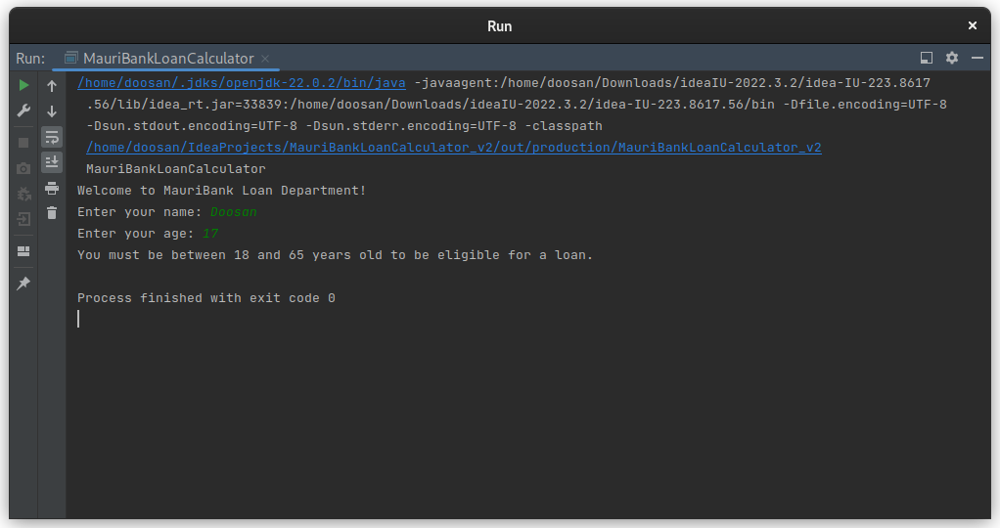 Run
Run: MauriBankLoanCalculator
/home/doosan/.jdks/openjdk-22.0.2/bin/java -javaagent:/home/doosan/Downloads/ideaIU-2022.3.2/idea-IU-223.8617
.56/lib/idea_rt.jar=33839:/home/doosan/Downloads/ideaIU-2022.3.2/idea-IU-223.8617.56/bin -Dfile.encoding=UTF-8
-Dsun.stdout.encoding=UTF-8 -Dsun.stderr.encoding=UTF-8 -classpath
/home/doosan/IdeaProjects/MauriBankLoanCalculator_v2/out/production/MauriBankLoanCalculator_v2
MauriBankLoanCalculator
Welcome to MauriBank Loan Department!
Enter your name: Doosan
Enter your age: 17
You must be between 18 and 65 years old to be eligible for a loan.
Process finished with exit code 0